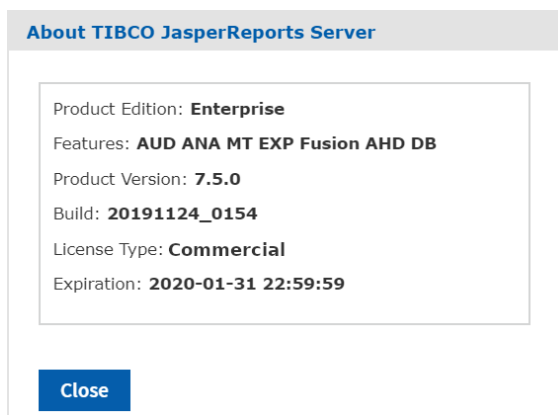 About TIBCO JasperReports Server
Product Edition: Enterprise
Features: AUD ANA MT EXP Fusion AHD DB
Product Version: 7.5.0
Build: 20191124_0154
License Type: Commercial
Expiration: 2020-01-31 22:59:59
Close